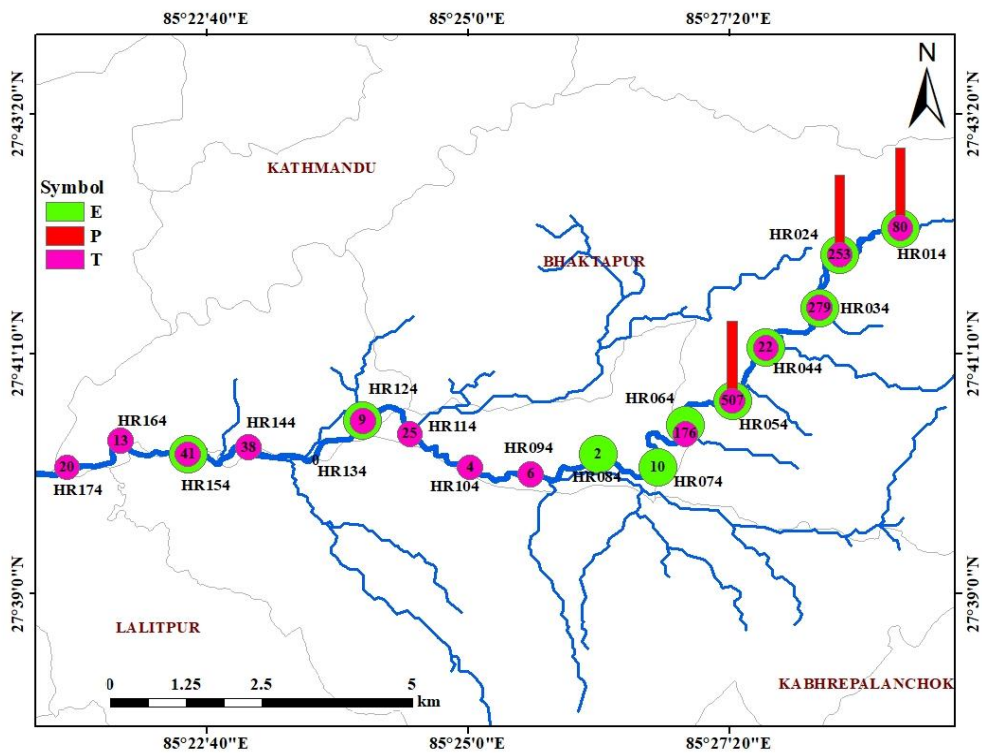 85°22'40"E 85°25'0"E 85°27'20"E
N
27°43'20"N 27°43'20"N
KATHMANDU
Symbol
E
P
T
BHAKTAPUR
HR024
80
HR014
253
279
HR034
27°41'10"N 27°41'10"N
22
HR044
HR124
HR064
507
HR054
HR164
HR144
9
25
HR114
176
13
HR094
41
38
0
HR134
2
HR084
10
HR074
20
HR174
HR154
4
HR104
6
27°39'0"N 27°39'0"N
LALITPUR
KABHREPALANCHOK
0 1.25 2.5 5
km
85°22'40"E 85°25'0"E 85°27'20"E